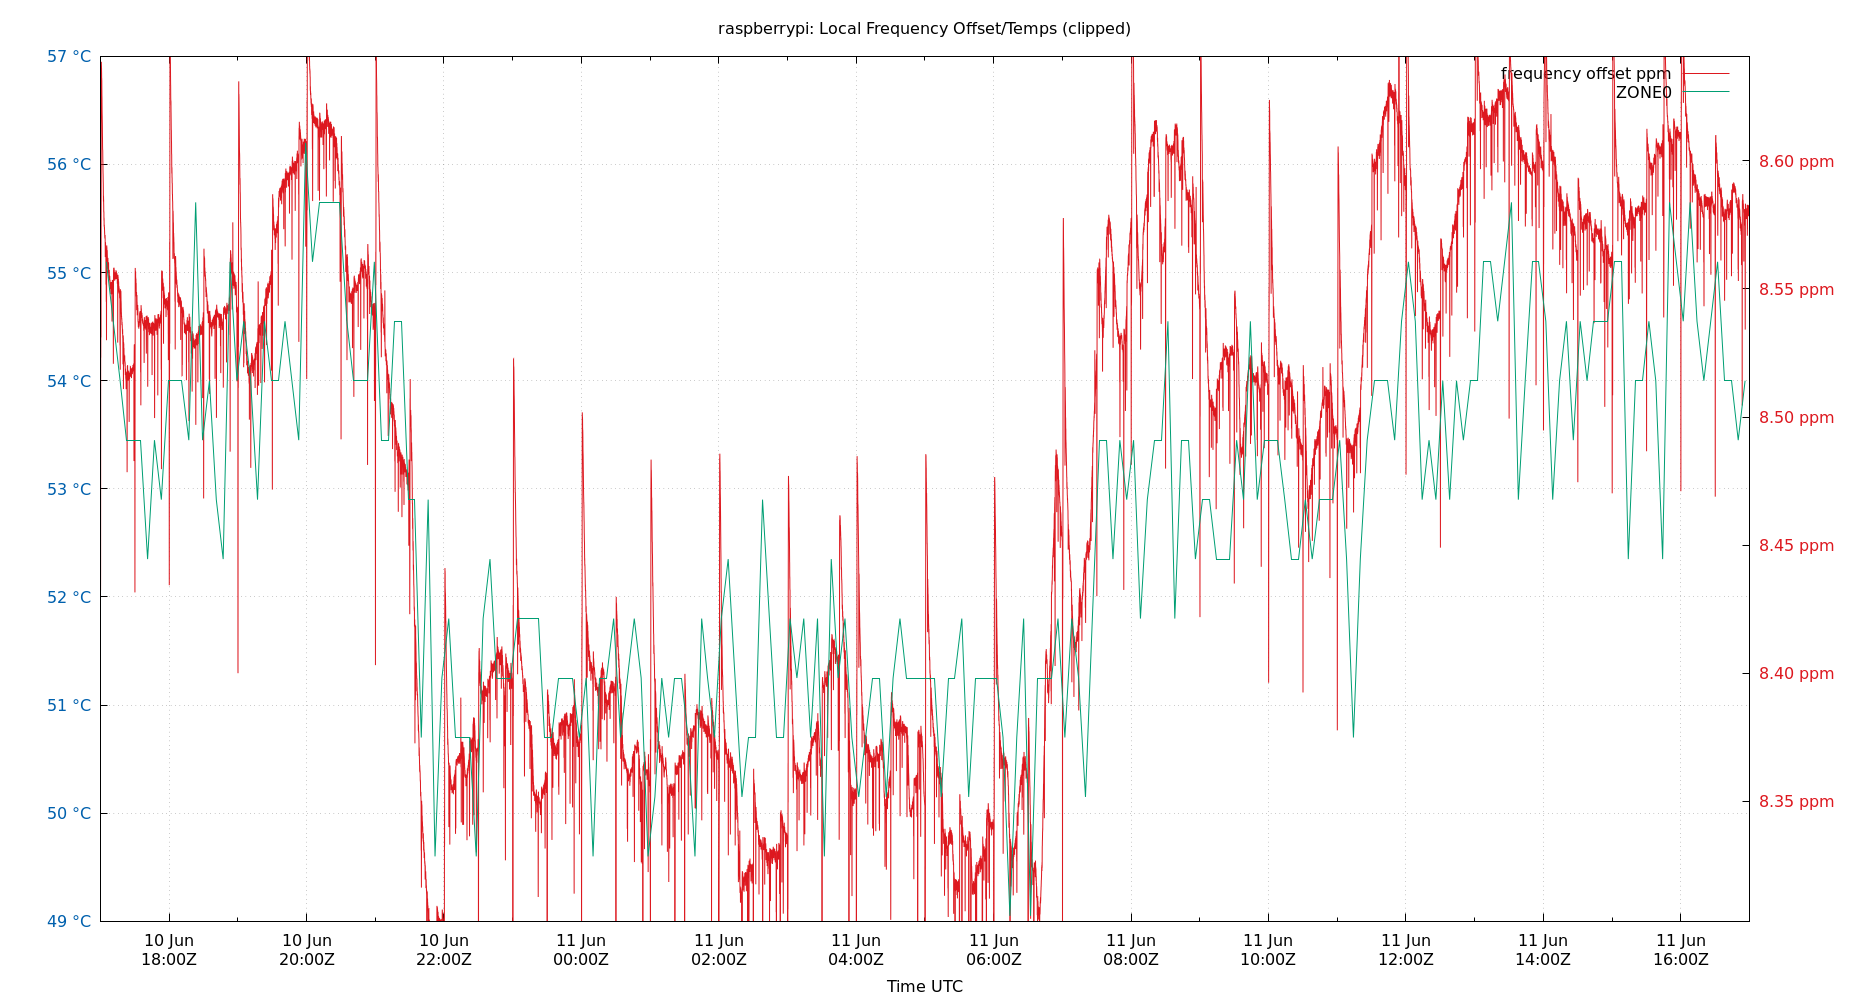 raspberrypi: Local Frequency Offset/Temps (clipped)
57 °C
56 °C
55 °C
54 °C
53 °C
52 °C
51 °C
50 °C
49 °C
frequency offset ppm
ZONE0
8.60 ppm
8.55 ppm
8.50 ppm
8.45 ppm
8.40 ppm
8.35 ppm
10 Jun 10 Jun 10 Jun 11 Jun 11 Jun 11 Jun 11 Jun 11 Jun 11 Jun 11 Jun 11 Jun 11 Jun
18:00Z 20:00Z 22:00Z 00:00Z 02:00Z 04:00Z 06:00Z 08:00Z 10:00Z 12:00Z 14:00Z 16:00Z
Time UTC